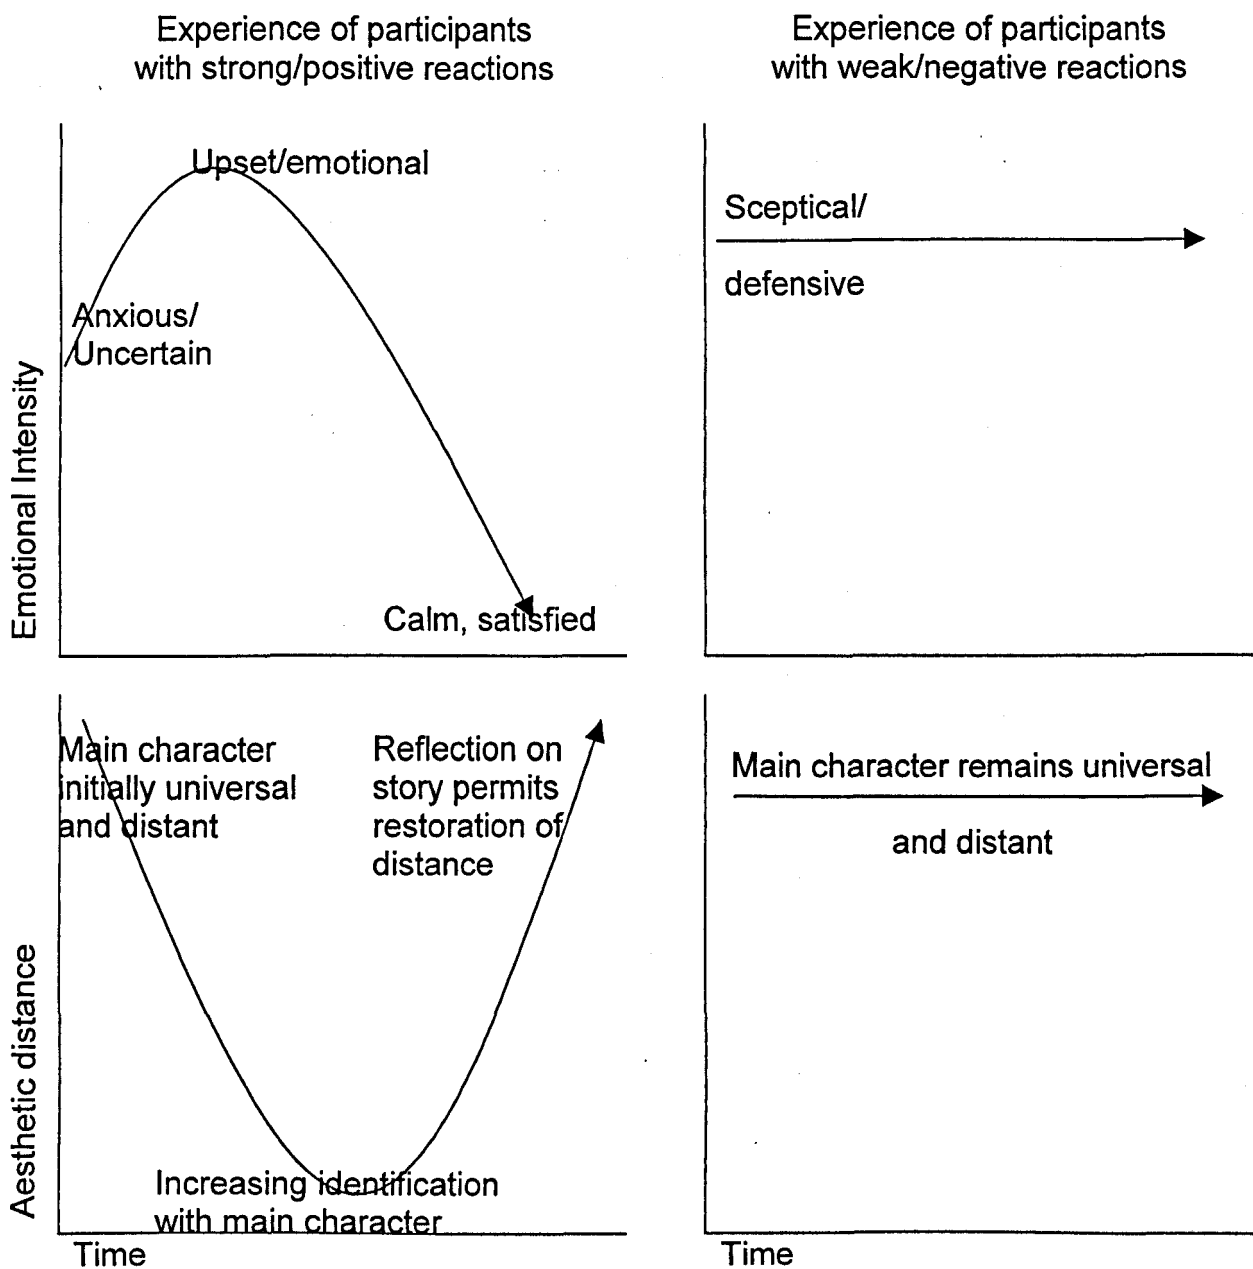 Experience of participants
with strong/positive reactions
Experience of participants
with weak/negative reactions
Emotional Intensity
Upset/emotional
Anxious/
Uncertain
Calm, satisfied
Sceptical/
defensive
Aesthetic distance
Main character
initially universal
and distant
Reflection on
story permits
restoration of
distance
Increasing identification
with main character
Time
Main character remains universal
and distant
Time